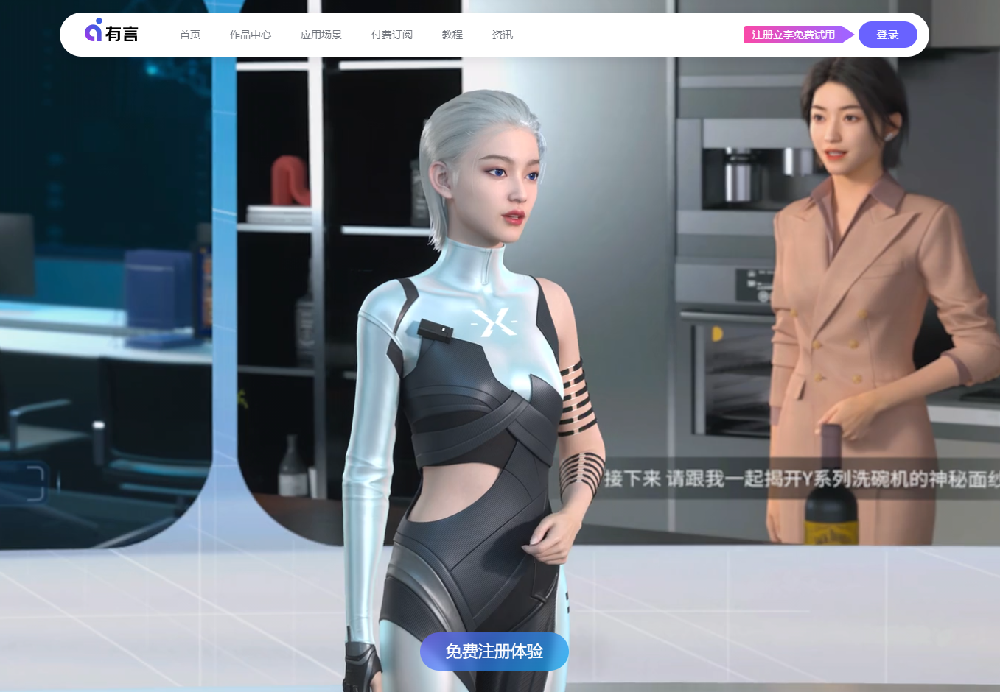 有言
首页 作品中心 应用场景 付费订阅 教程 资讯
注册立享免费试用 登录
接下来 请跟我一起揭开Y系列洗碗机的神秘面纱
免费注册体验